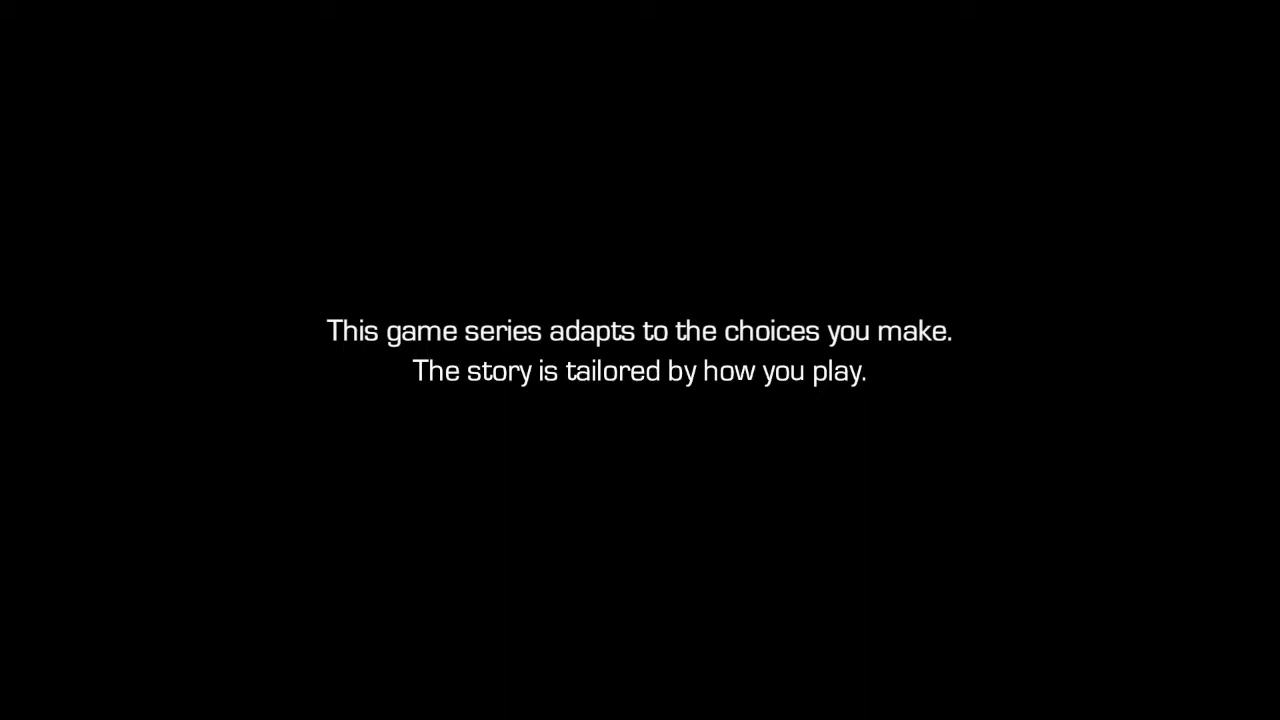 This game series adapts to the choices you make.
The story is tailored by how you play.